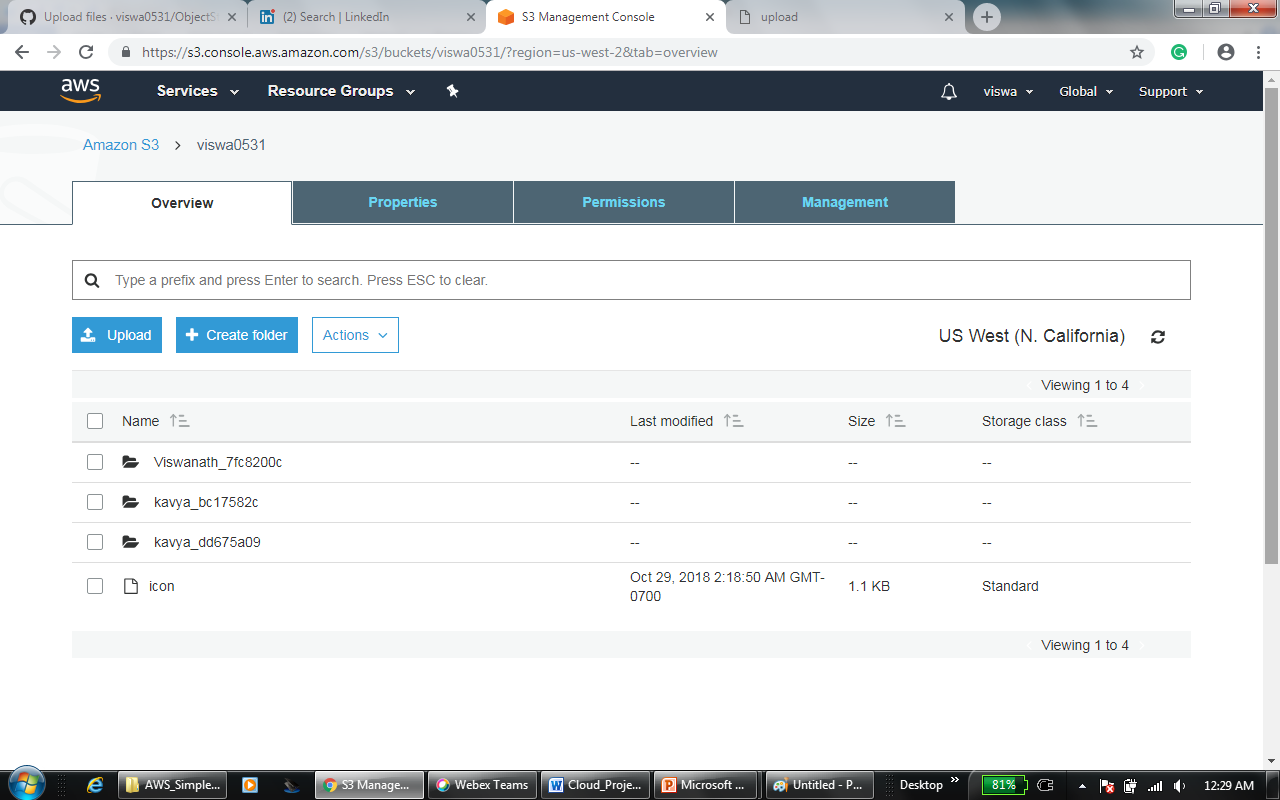 Upload files · viswa0531/ObjectSt
(2) Search | LinkedIn
S3 Management Console
upload
https://s3.console.aws.amazon.com/s3/buckets/viswa0531/?region=us-west-2&tab=overview
aws Services Resource Groups viswa Global Support
Amazon S3 > viswa0531
Overview Properties Permissions Management
Type a prefix and press Enter to search. Press ESC to clear.
Upload Create folder Actions US West (N. California)
Viewing 1 to 4
Name Last modified Size Storage class
Viswanath_7fc8200c -- -- --
kavya_bc17582c -- -- --
kavya_dd675a09 -- -- --
icon Oct 29, 2018 2:18:50 AM GMT-
0700 1.1 KB Standard
Viewing 1 to 4
AWS_Simple... S3 Manage... Webex Teams Cloud_Proje... Microsoft ... Untitled - P... Desktop » 81% 12:29 AM